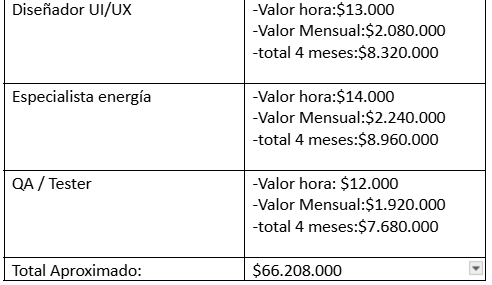 Diseñador UI/UX
-Valor hora:$13.000
-Valor Mensual:$2.080.000
-total 4 meses:$8.320.000
Especialista energía
-Valor hora:$14.000
-Valor Mensual:$2.240.000
-total 4 meses:$8.960.000
QA / Tester
-Valor hora: $12.000
-Valor Mensual:$1.920.000
-total 4 meses:$7.680.000
Total Aproximado:
$66.208.000